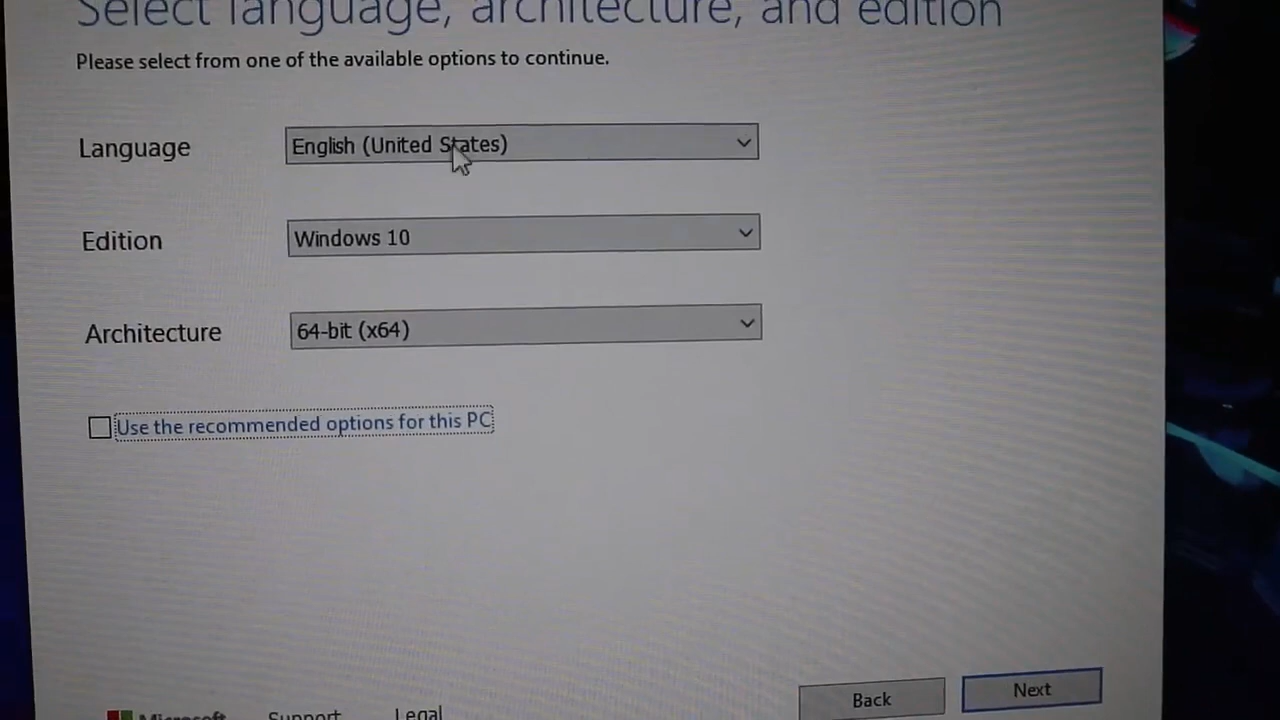 Select language, architecture, and edition
Please select from one of the available options to continue.
Language English (United States)
Edition Windows 10
Architecture 64-bit (x64)
Use the recommended options for this PC
Back Next
Microsoft Support Legal